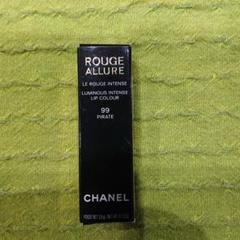 ROUGE
ALLURE
LE ROUGE INTENSE
LUMINOUS INTENSE
LIP COLOUR
99
PIRATE
CHANEL